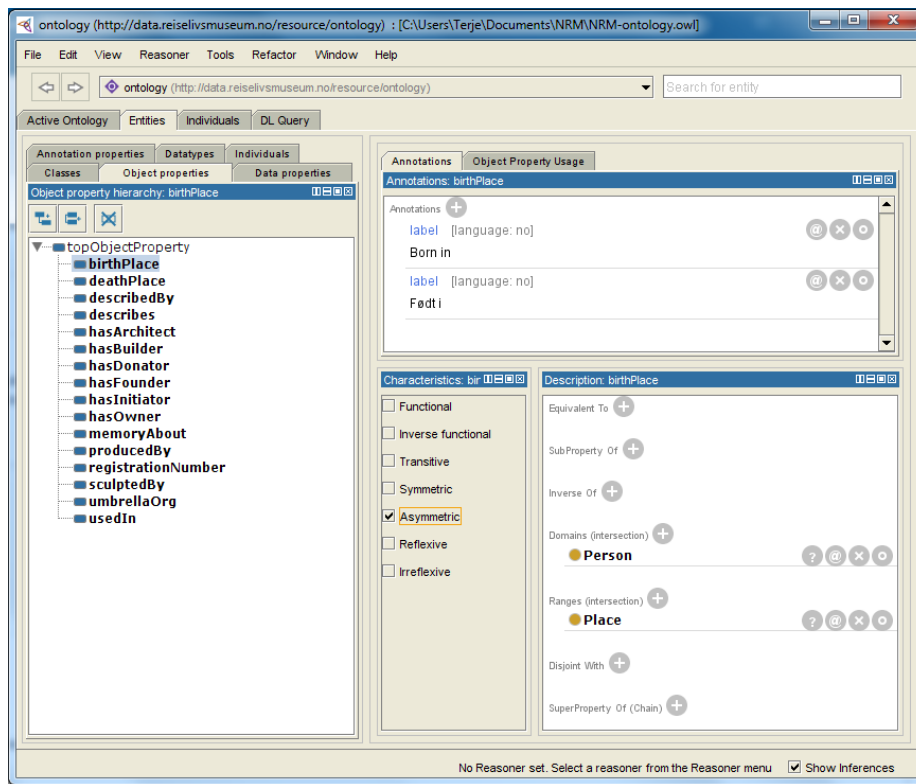 ontology (http://data.reiselivsmuseum.no/resource/ontology) : [C:\Users\Terje\Documents\NRM\NRM-ontology.owl]
File Edit View Reasoner Tools Refactor Window Help
ontology (http://data.reiselivsmuseum.no/resource/ontology)
Search for entity
Active Ontology Entities Individuals DL Query
Annotation properties Datatypes Individuals
Classes Object properties Data properties
Object property hierarchy: birthPlace
topObjectProperty
birthPlace
deathPlace
describedBy
describes
hasArchitect
hasBuilder
hasDonator
hasFounder
hasInitiator
hasOwner
memoryAbout
producedBy
registrationNumber
sculptedBy
umbrellaOrg
usedIn
Annotations Object Property Usage
Annotations: birthPlace
Annotations
label [language: no]
Born in
label [language: no]
Født i
Characteristics: bir
Functional
Inverse functional
Transitive
Symmetric
Asymmetric
Reflexive
Irreflexive
Description: birthPlace
Equivalent To
SubProperty Of
Inverse Of
Domains (intersection)
Person
Ranges (intersection)
Place
Disjoint With
SuperProperty Of (Chain)
No Reasoner set. Select a reasoner from the Reasoner menu Show Inferences